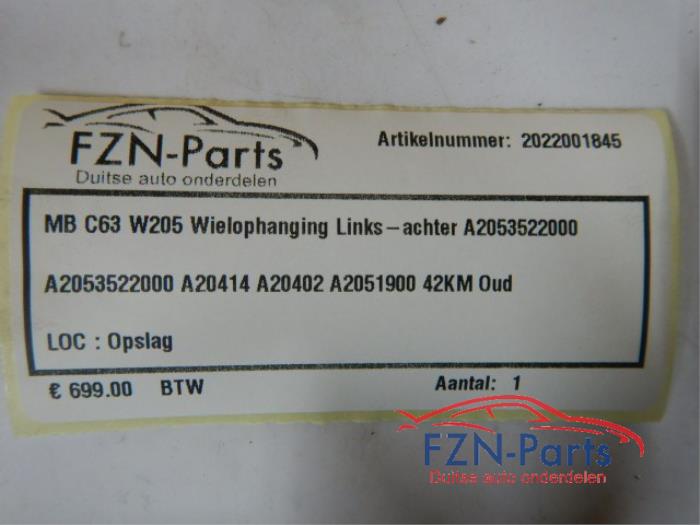 FZN-Parts
Duitse auto onderdelen
Artikelnummer: 2022001845
MB C63 W205 Wielophanging Links-achter A2053522000
A2053522000 A20414 A20402 A2051900 42KM Oud
LOC : Opslag
€ 699.00 BTW
Aantal: 1
FZN-Parts
Duitse auto onderdelen